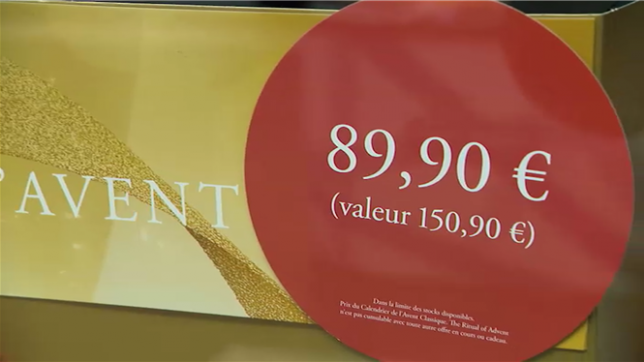 'AVENT
89,90 €
(valeur 150,90 €)
Dans la limite des stocks disponibles.
Prix du Calendrier de l'Avent Classique, The Ritual of Advent
n'est pas cumulable avec toute autre offre en cours ou cadeau.